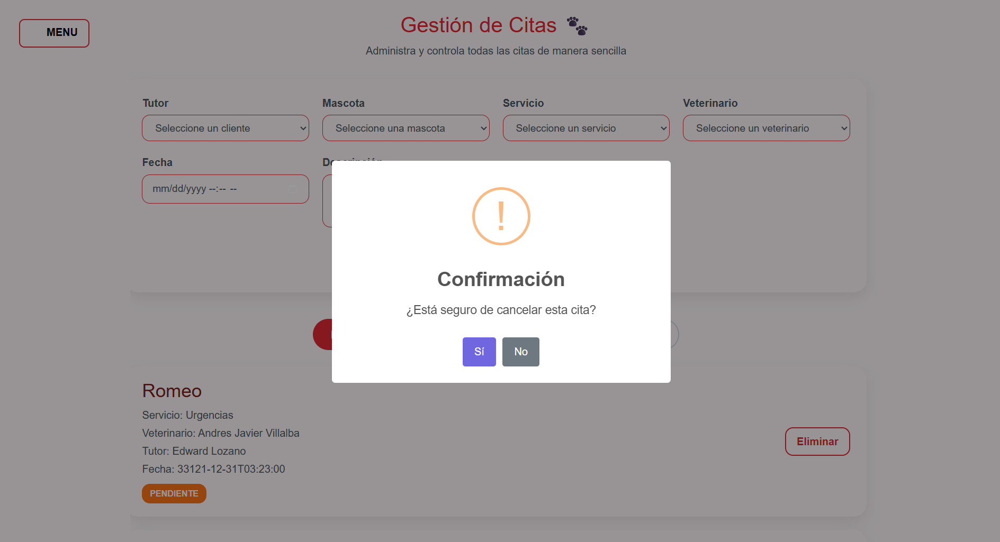 MENU
Gestión de Citas
Administra y controla todas las citas de manera sencilla
Tutor
Mascota
Servicio
Veterinario
Seleccione un cliente
Seleccione una mascota
Seleccione un servicio
Seleccione un veterinario
Fecha
Descripción
mm/dd/yyyy --:-- --
!
Confirmación
¿Está seguro de cancelar esta cita?
Sí
No
Romeo
Servicio: Urgencias
Veterinario: Andres Javier Villalba
Tutor: Edward Lozano
Fecha: 33121-12-31T03:23:00
Eliminar
PENDIENTE